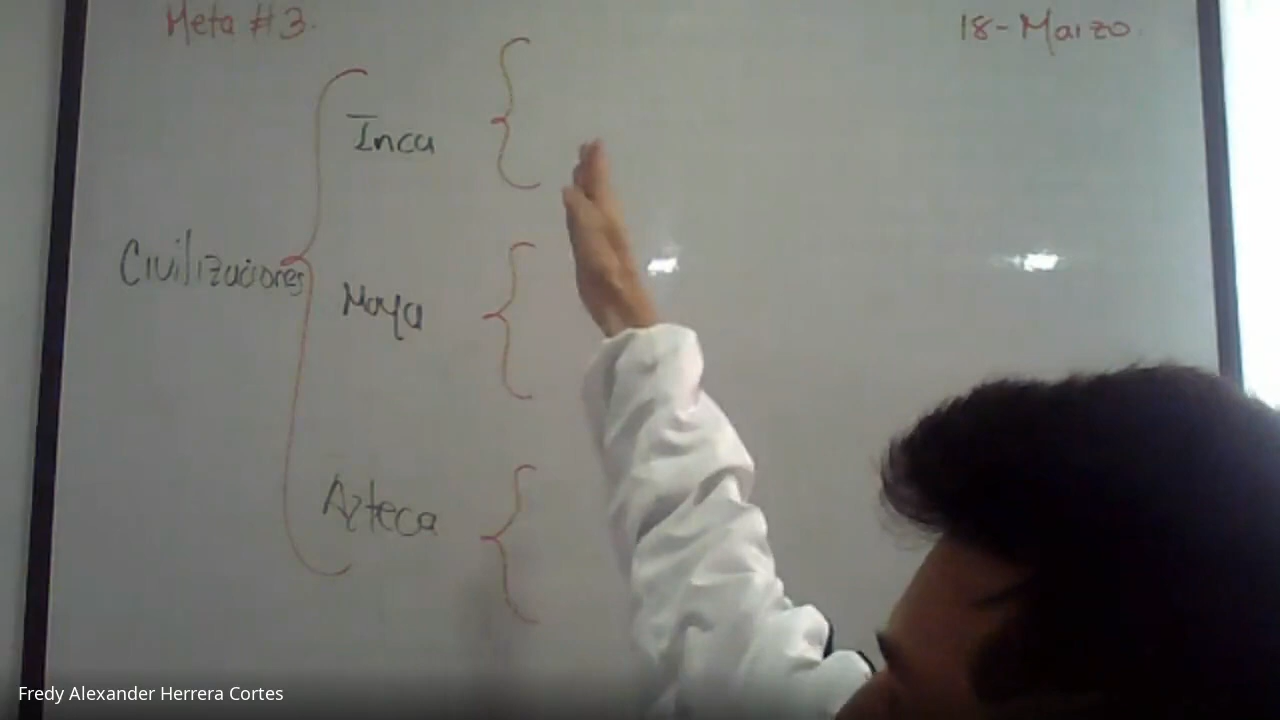 Meta #3.
18-Marzo.
Inca
Civilizaciones
Maya
Azteca
Fredy Alexander Herrera Cortes